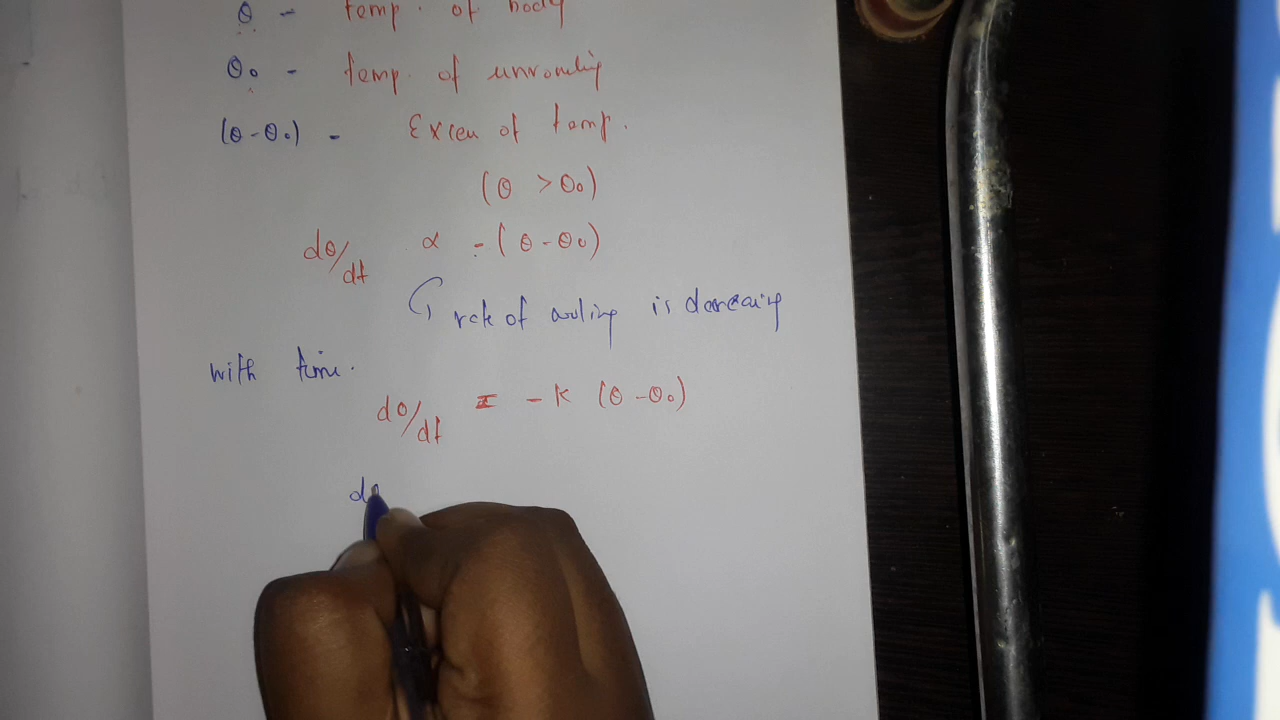 θ - temp. of body
θ₀ - temp. of surrounding
(θ-θ₀) - Excess of temp.
(θ > θ₀)
dθ/dt α -(θ-θ₀)
rate of cooling is decreasing
with time.
dθ/dt = -K (θ-θ₀)
dθ